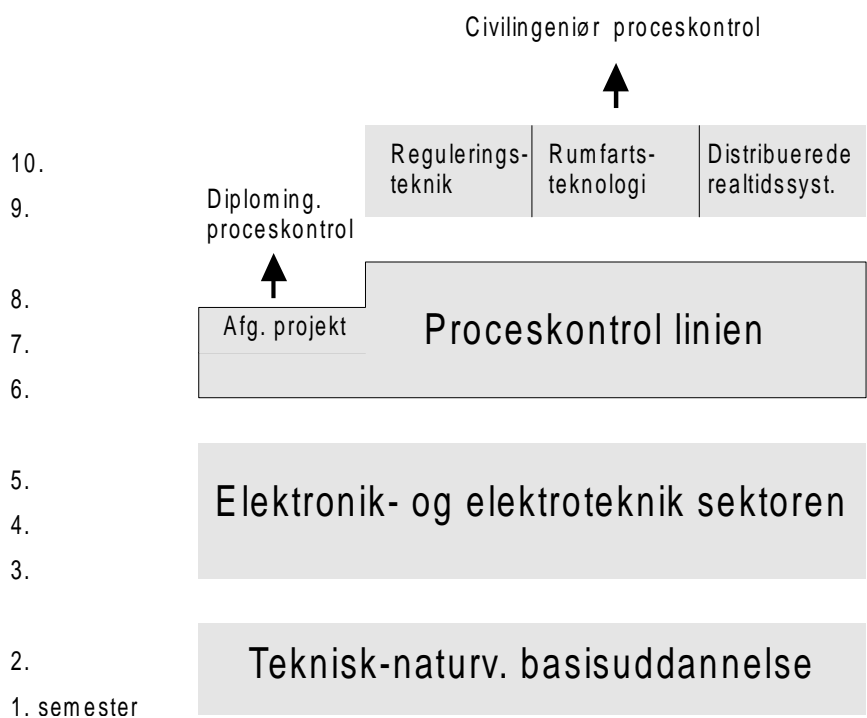 Civilingeniør proceskontrol
10.
Regulerings-
teknik
Rumfarts-
teknologi
Distribuerede
realtidssyst.
9.
Diploming.
proceskontrol
8.
Afg. projekt
Proceskontrol linien
7.
6.
5.
Elektronik- og elektroteknik sektoren
4.
3.
2.
Teknisk-naturv. basisuddannelse
1. semester